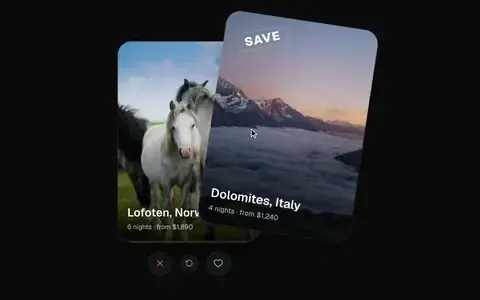 SAVE
Dolomites, Italy
4 nights · from $1,240
Lofoten, Norv
6 nights · from $1,890